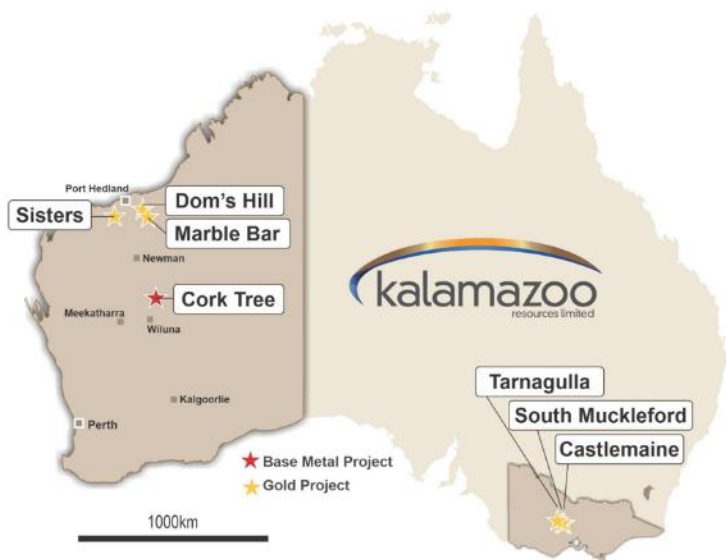 Port Hedland
Dom's Hill
Sisters
Marble Bar
Newman
Cork Tree
Meekatharra
Wiluna
kalamazoo
resources limited
Tarnagulla
Kalgoorlie
South Muckleford
Perth
Castlemaine
Base Metal Project
Gold Project
1000km